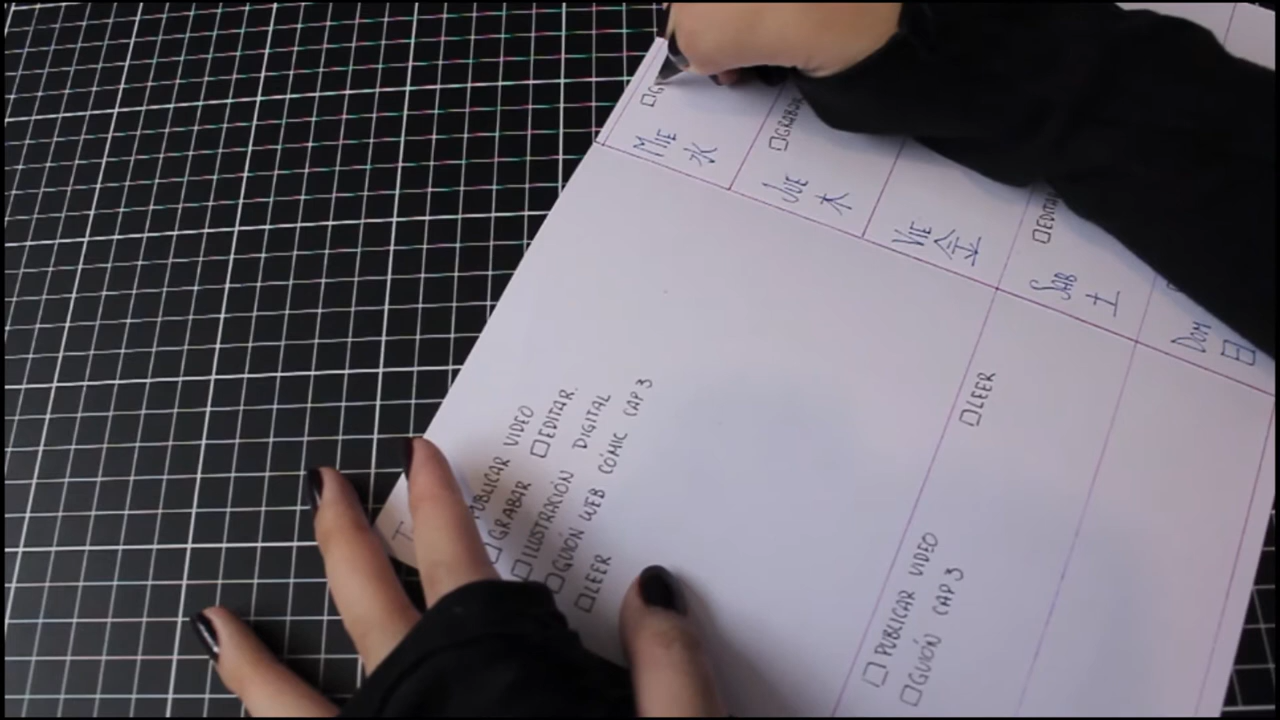 MIE
水
JUE
木
□GRABAR
VIE
金
SAB
土
DOM
日
PUBLICAR VIDEO
□GRABAR □EDITAR.
□ILUSTRACIÓN DIGITAL
□GUIÓN WEB CÓMIC CAP 3
□LEER
□LEER
□ PUBLICAR VIDEO
□GUIÓN CAP 3